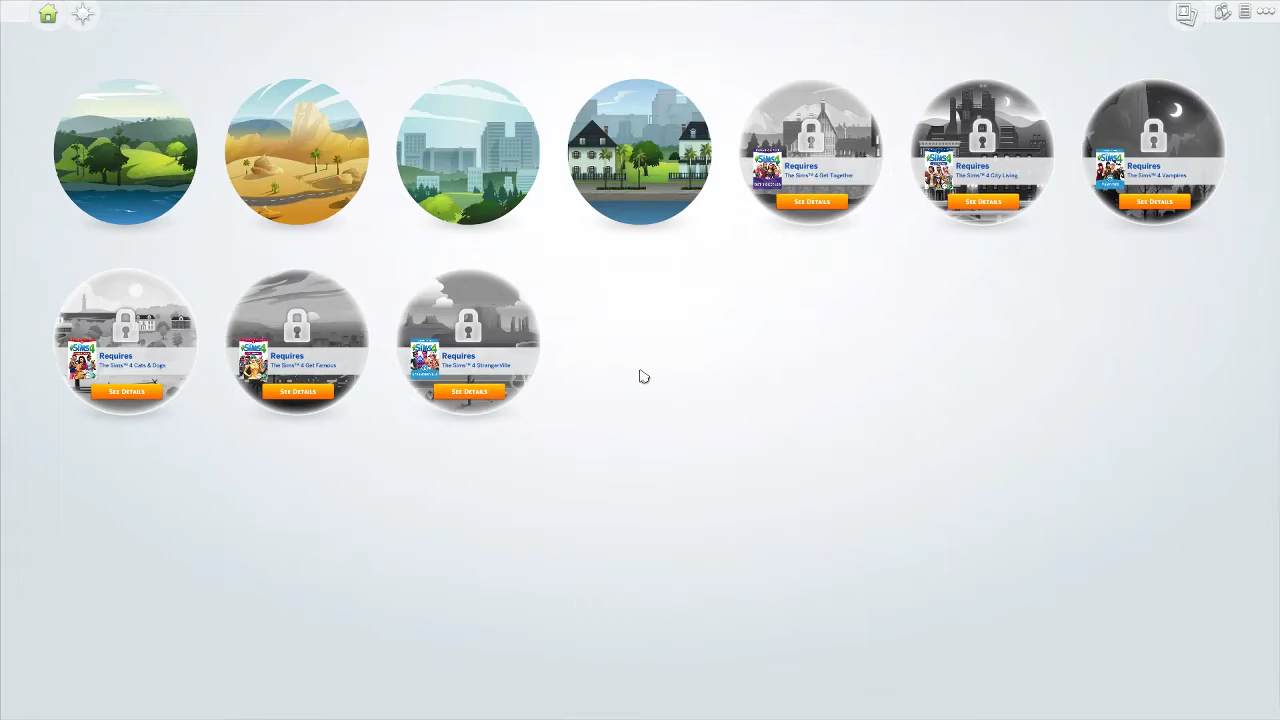 Requires
The Sims™ 4 Get Together
See Details
Requires
The Sims™ 4 City Living
See Details
Requires
The Sims™ 4 Vampires
See Details
Requires
The Sims™ 4 Cats & Dogs
See Details
Requires
The Sims™ 4 Get Famous
See Details
Requires
The Sims™ 4 StrangerVille
See Details